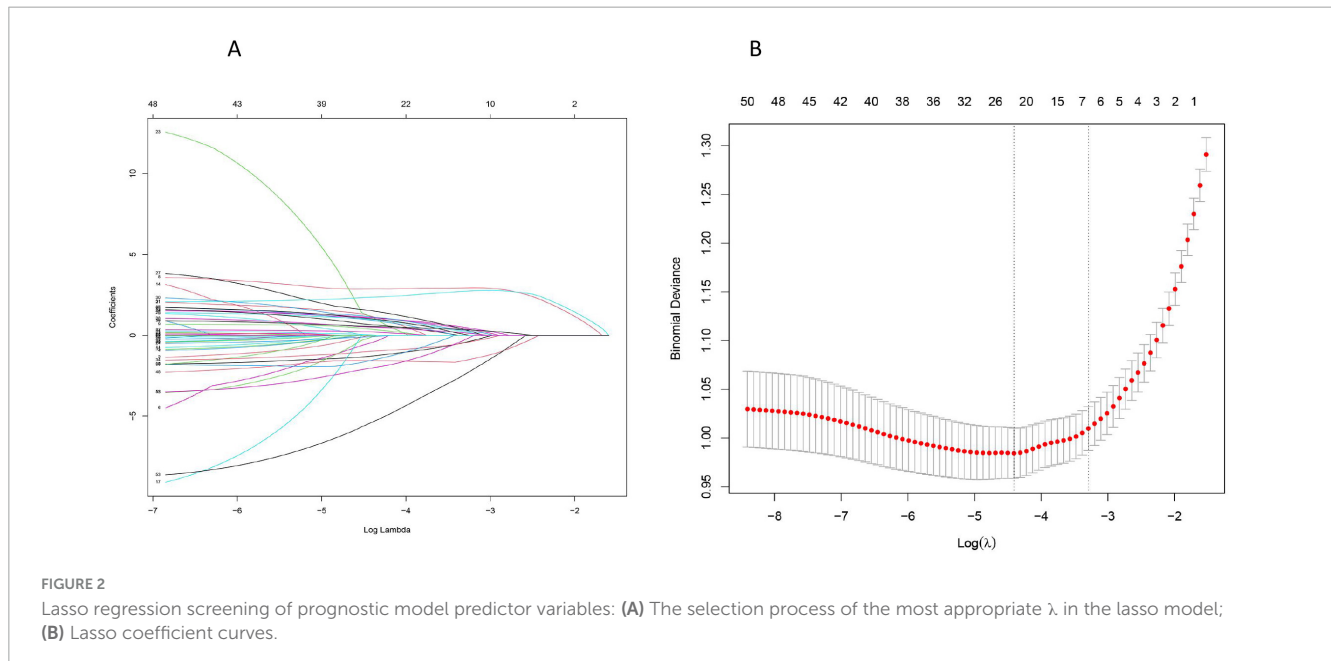 A
B
48 43 39 22 10 2
50 48 45 42 40 38 36 32 26 20 15 7 6 5 4 3 2 1
Coefficients
10
5
0
−5
23
27
53
−7 −6 −5 −4 −3 −2
Log Lambda
Binomial Deviance
1.30
1.25
1.20
1.15
1.10
1.05
1.00
0.95
−8 −7 −6 −5 −4 −3 −2
Log(λ)
FIGURE 2
Lasso regression screening of prognostic model predictor variables: (A) The selection process of the most appropriate λ in the lasso model;
(B) Lasso coefficient curves.